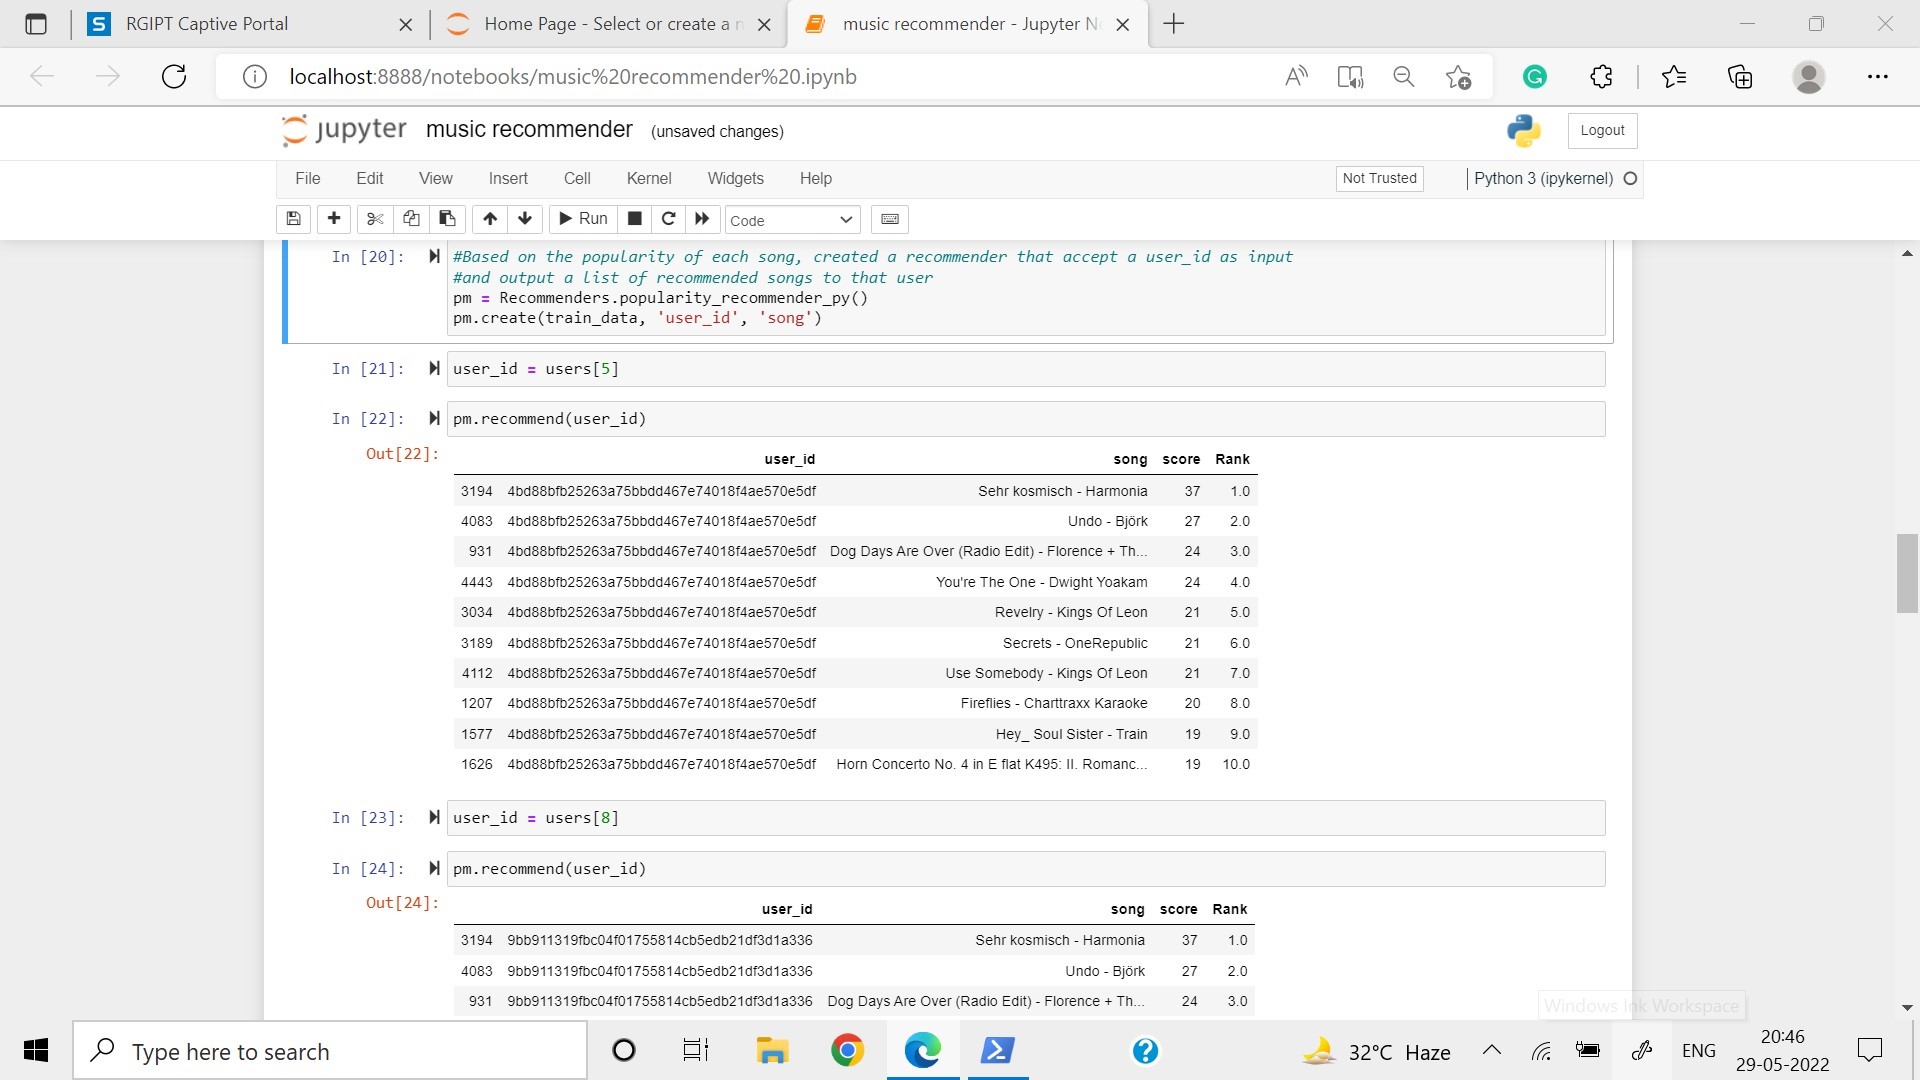 RGIPT Captive Portal
Home Page - Select or create a n
music recommender - Jupyter No
localhost:8888/notebooks/music%20recommender%20.ipynb
jupyter music recommender (unsaved changes)
Logout
File Edit View Insert Cell Kernel Widgets Help
Not Trusted
Python 3 (ipykernel)
Run
Code
In [20]: #Based on the popularity of each song, created a recommender that accept a user_id as input
#and output a list of recommended songs to that user
pm = Recommenders.popularity_recommender_py()
pm.create(train_data, 'user_id', 'song')
In [21]: user_id = users[5]
In [22]: pm.recommend(user_id)
Out[22]:
user_id song score Rank
3194 4bd88bfb25263a75bbdd467e74018f4ae570e5df Sehr kosmisch - Harmonia 37 1.0
4083 4bd88bfb25263a75bbdd467e74018f4ae570e5df Undo - Björk 27 2.0
931 4bd88bfb25263a75bbdd467e74018f4ae570e5df Dog Days Are Over (Radio Edit) - Florence + Th... 24 3.0
4443 4bd88bfb25263a75bbdd467e74018f4ae570e5df You're The One - Dwight Yoakam 24 4.0
3034 4bd88bfb25263a75bbdd467e74018f4ae570e5df Revelry - Kings Of Leon 21 5.0
3189 4bd88bfb25263a75bbdd467e74018f4ae570e5df Secrets - OneRepublic 21 6.0
4112 4bd88bfb25263a75bbdd467e74018f4ae570e5df Use Somebody - Kings Of Leon 21 7.0
1207 4bd88bfb25263a75bbdd467e74018f4ae570e5df Fireflies - Charttraxx Karaoke 20 8.0
1577 4bd88bfb25263a75bbdd467e74018f4ae570e5df Hey_ Soul Sister - Train 19 9.0
1626 4bd88bfb25263a75bbdd467e74018f4ae570e5df Horn Concerto No. 4 in E flat K495: II. Romanc... 19 10.0
In [23]: user_id = users[8]
In [24]: pm.recommend(user_id)
Out[24]:
user_id song score Rank
3194 9bb911319fbc04f01755814cb5edb21df3d1a336 Sehr kosmisch - Harmonia 37 1.0
4083 9bb911319fbc04f01755814cb5edb21df3d1a336 Undo - Björk 27 2.0
931 9bb911319fbc04f01755814cb5edb21df3d1a336 Dog Days Are Over (Radio Edit) - Florence + Th... 24 3.0
Windows Ink Workspace
Type here to search
32°C Haze
ENG
20:46
29-05-2022